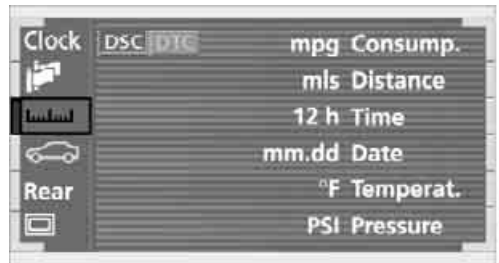 Clock DSC DTC mpg Consump.
mls Distance
12 h Time
mm.dd Date
°F Temperat.
Rear PSI Pressure